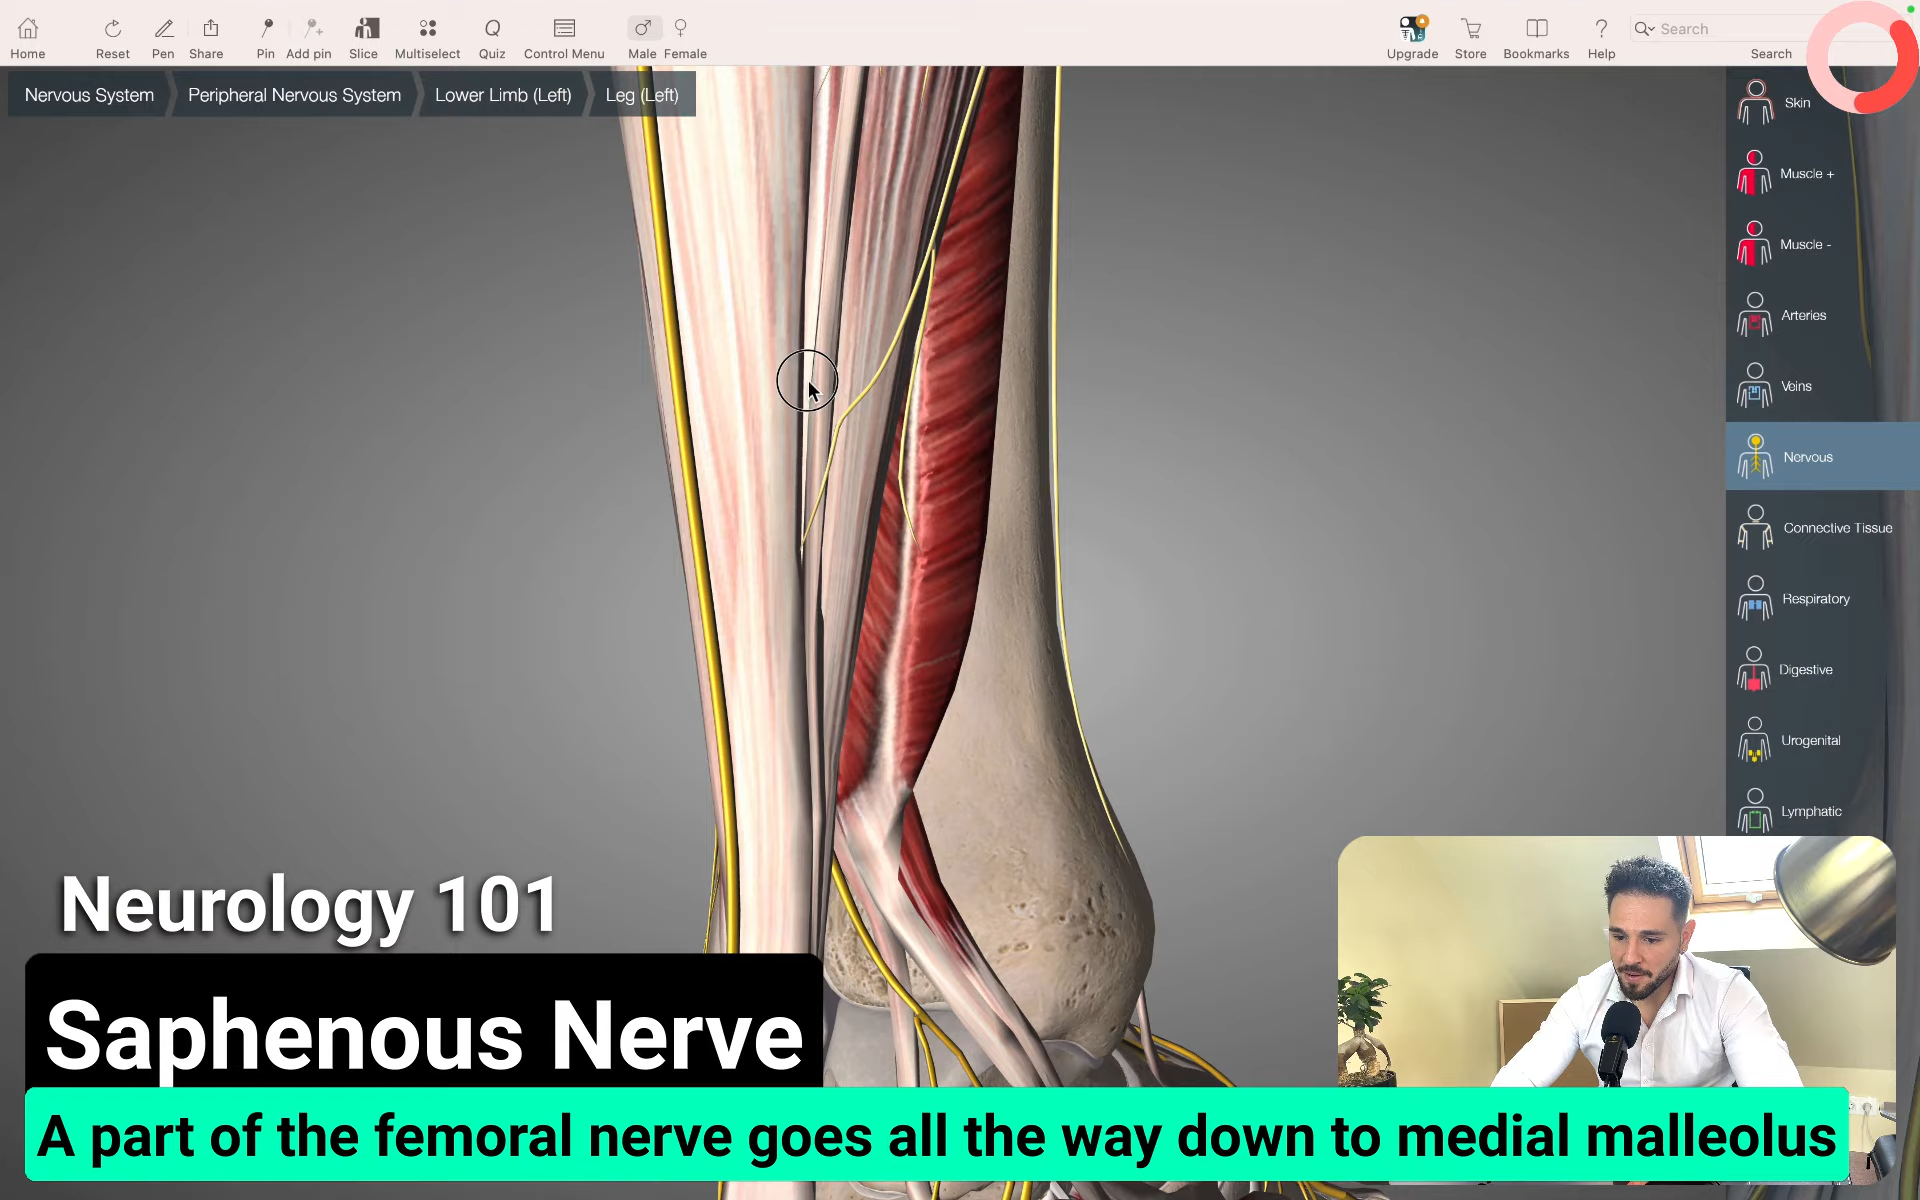 Home
Reset
Pen
Share
Pin
Add pin
Slice
Multiselect
Q
Quiz
Control Menu
Male
Female
Upgrade
Store
Bookmarks
?
Help
Search
Search
Nervous System
Peripheral Nervous System
Lower Limb (Left)
Leg (Left)
Skin
Muscle +
Muscle -
Arteries
Veins
Nervous
Connective Tissue
Respiratory
Digestive
Urogenital
Lymphatic
Neurology 101
Saphenous Nerve
A part of the femoral nerve goes all the way down to medial malleolus